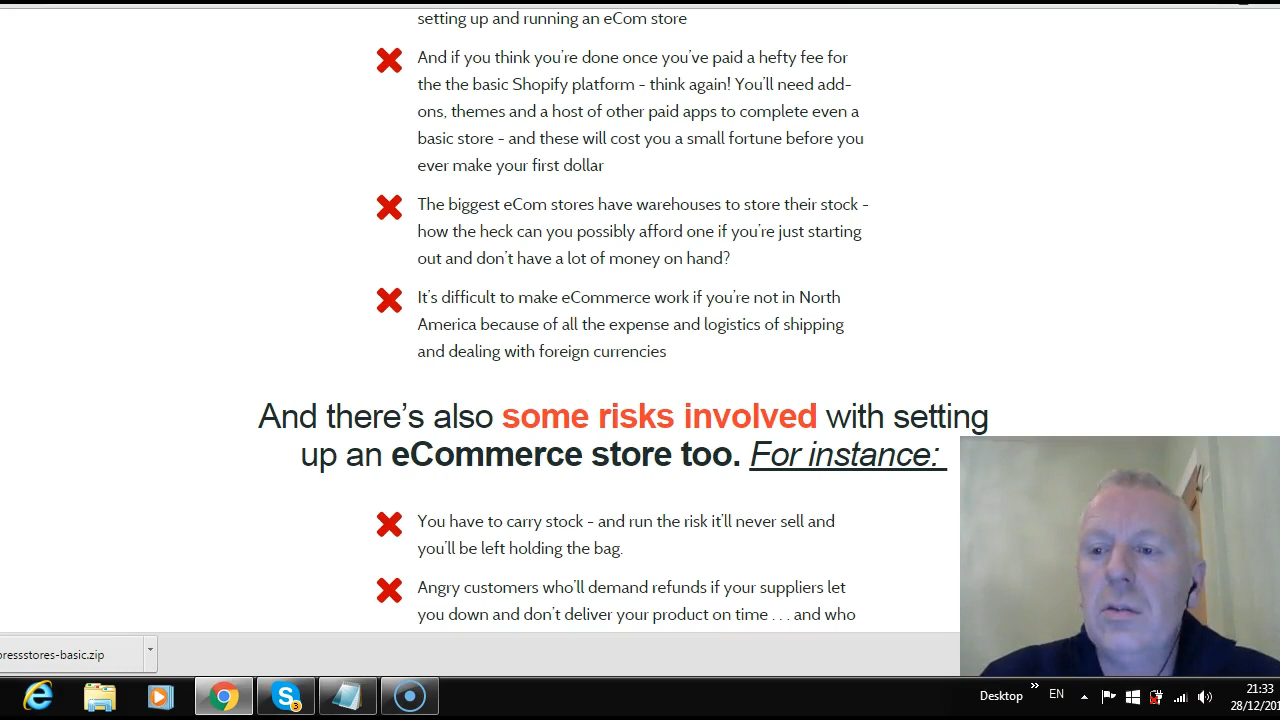 setting up and running an eCom store
And if you think you're done once you've paid a hefty fee for
the the basic Shopify platform - think again! You'll need add-
ons, themes and a host of other paid apps to complete even a
basic store - and these will cost you a small fortune before you
ever make your first dollar
The biggest eCom stores have warehouses to store their stock -
how the heck can you possibly afford one if you're just starting
out and don't have a lot of money on hand?
It's difficult to make eCommerce work if you're not in North
America because of all the expense and logistics of shipping
and dealing with foreign currencies
And there's also some risks involved with setting
up an eCommerce store too. For instance:
You have to carry stock - and run the risk it'll never sell and
you'll be left holding the bag.
Angry customers who'll demand refunds if your suppliers let
you down and don't deliver your product on time . . . and who
pressstores-basic.zip
3
Desktop
EN
21:33
28/12/201